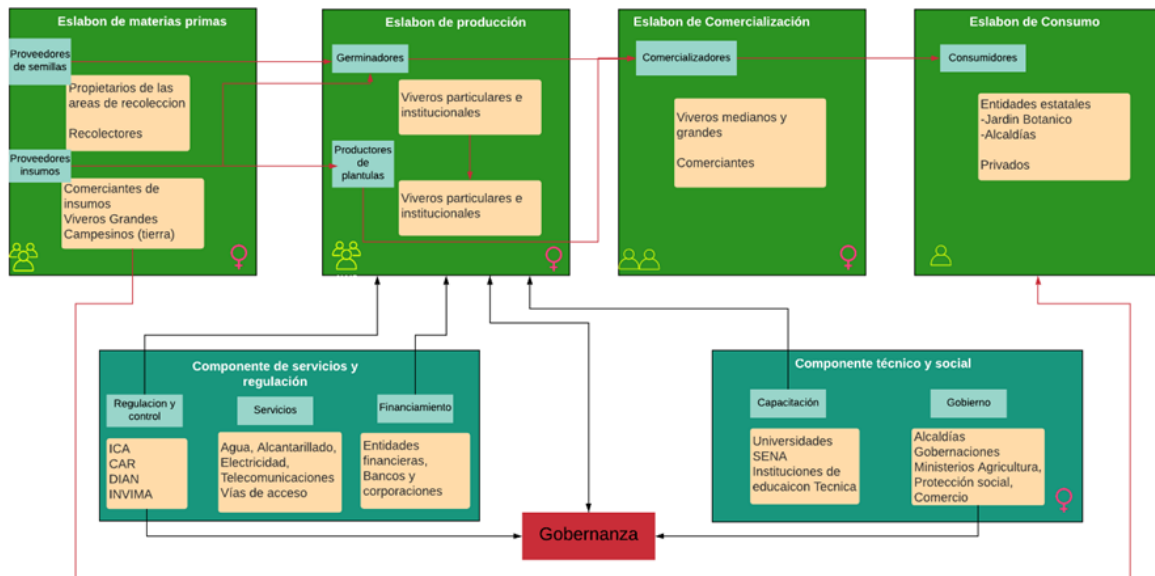 Eslabon de materias primas
Proveedores
de semillas
Propietarios de las
areas de recoleccion
Recolectores
Proveedores
insumos
Comerciantes de
insumos
Viveros Grandes
Campesinos (tierra)
Eslabon de producción
Germinadores
Viveros particulares e
institucionales
Productores
de
plantulas
Viveros particulares e
institucionales
Eslabon de Comercialización
Comercializadores
Viveros medianos y
grandes
Comerciantes
Eslabon de Consumo
Consumidores
Entidades estatales
-Jardin Botanico
-Alcaldías
Privados
Componente de servicios y
regulación
Regulacion y
control
ICA
CAR
DIAN
INVIMA
Servicios
Agua, Alcantarillado,
Electricidad,
Telecomunicaciones
Vías de acceso
Financiamiento
Entidades
financieras,
Bancos y
corporaciones
Componente técnico y social
Capacitación
Universidades
SENA
Instituciones de
educaicon Tecnica
Gobierno
Alcaldías
Gobernaciones
Ministerios Agricultura,
Protección social,
Comercio
Gobernanza